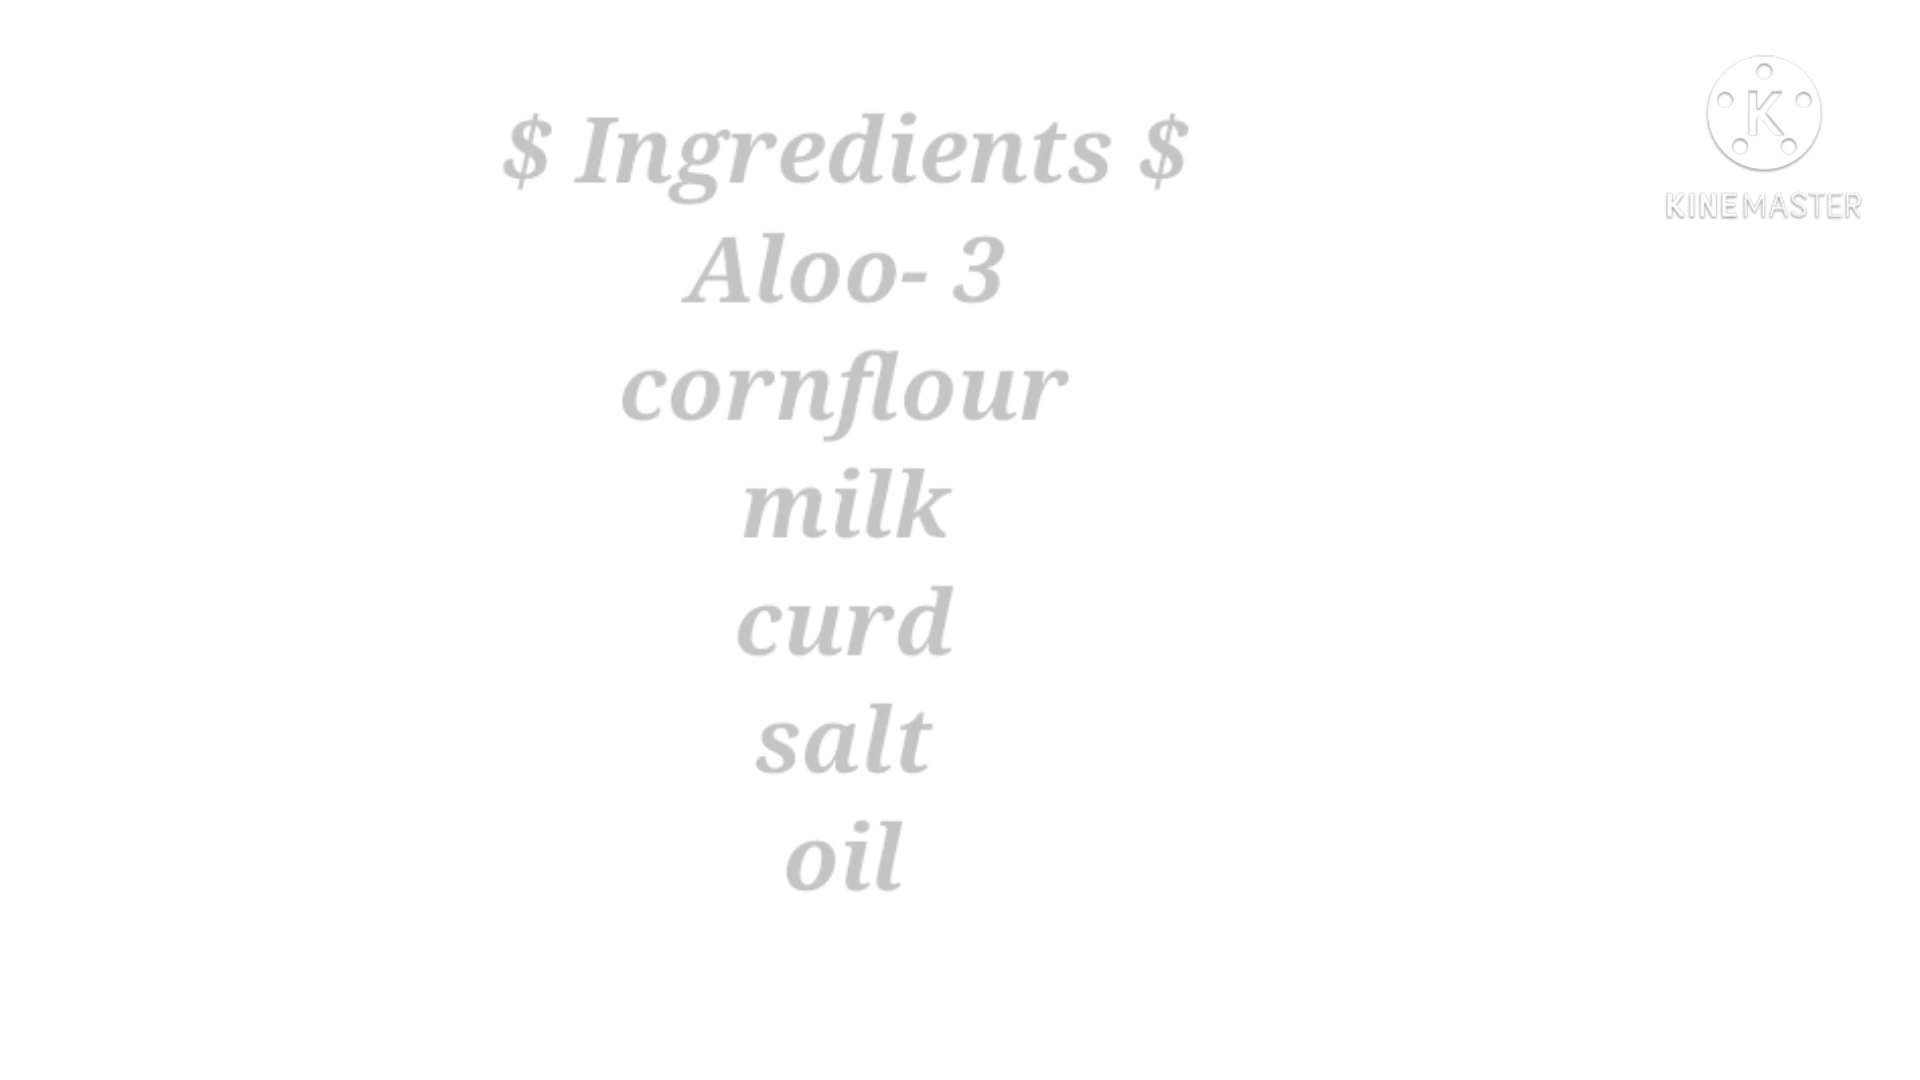 $ Ingredients $
Aloo- 3
cornflour
milk
curd
salt
oil
K
KINEMASTER